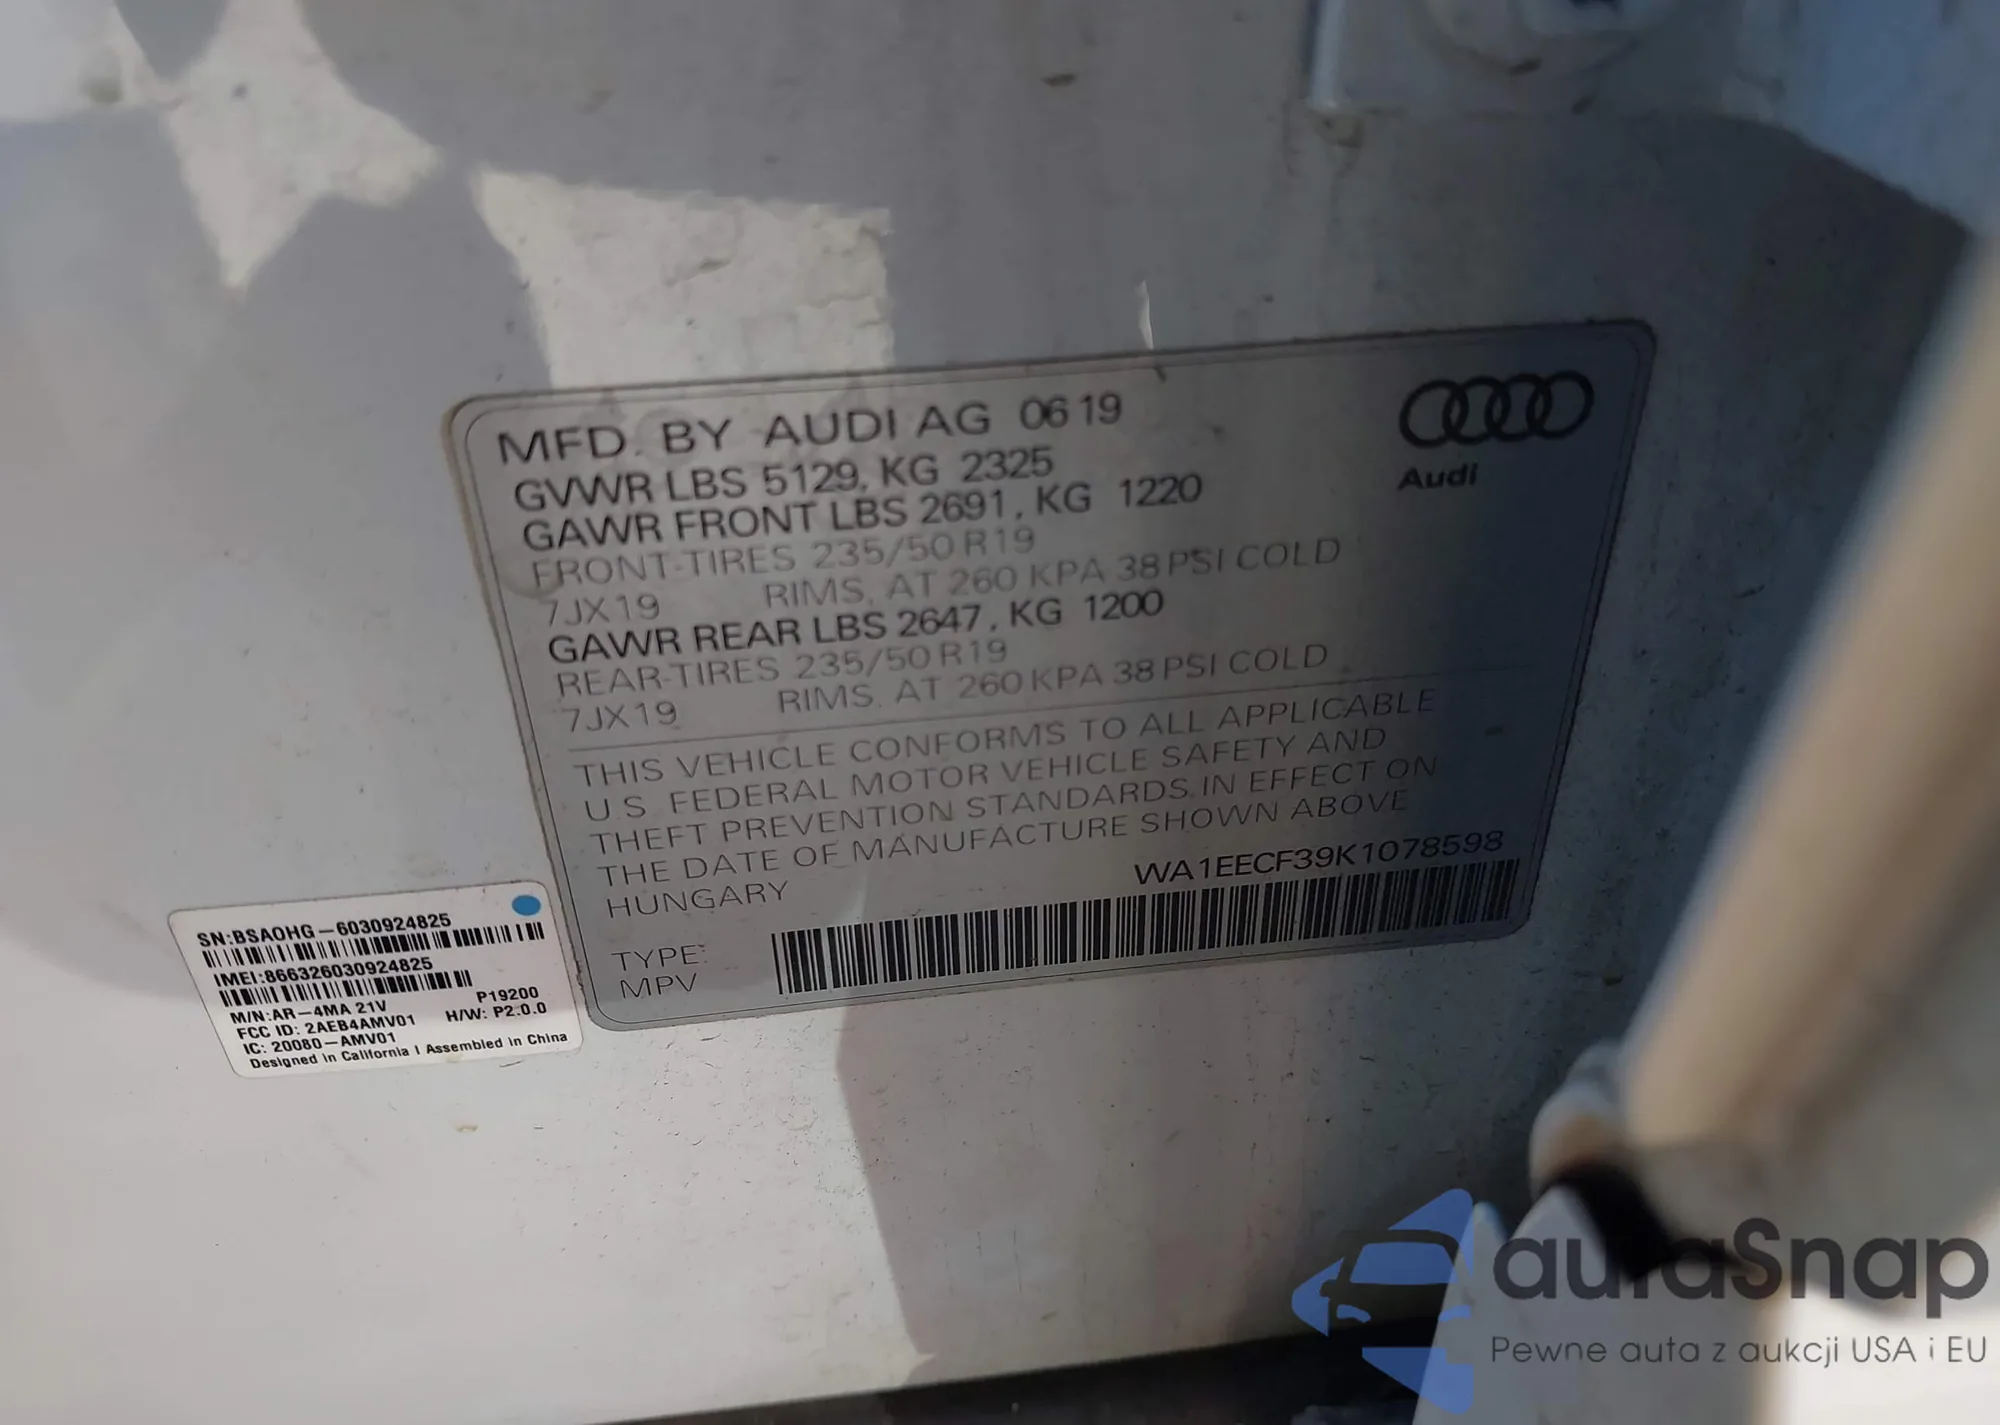 MFD. BY AUDI AG 06 19
GVWR LBS 5129, KG 2325
GAWR FRONT LBS 2691, KG 1220
FRONT-TIRES 235/50 R19
7JX19 RIMS, AT 260 KPA 38 PSI COLD
GAWR REAR LBS 2647, KG 1200
REAR-TIRES 235/50 R19
7JX19 RIMS, AT 260 KPA 38 PSI COLD
THIS VEHICLE CONFORMS TO ALL APPLICABLE
U.S. FEDERAL MOTOR VEHICLE SAFETY AND
THEFT PREVENTION STANDARDS IN EFFECT ON
THE DATE OF MANUFACTURE SHOWN ABOVE
HUNGARY
WA1EECF39K1078598
TYPE:
MPV
Audi
SN:BSAOHG-6030924825
IMEI:866326030924825
M/N:AR-4MA 21V P19200
FCC ID: 2AEB4AMV01 H/W: P2.0.0
IC: 20080-AMV01
Designed in California | Assembled in China
auraSnap
Pewne auta z aukcji USA i EU